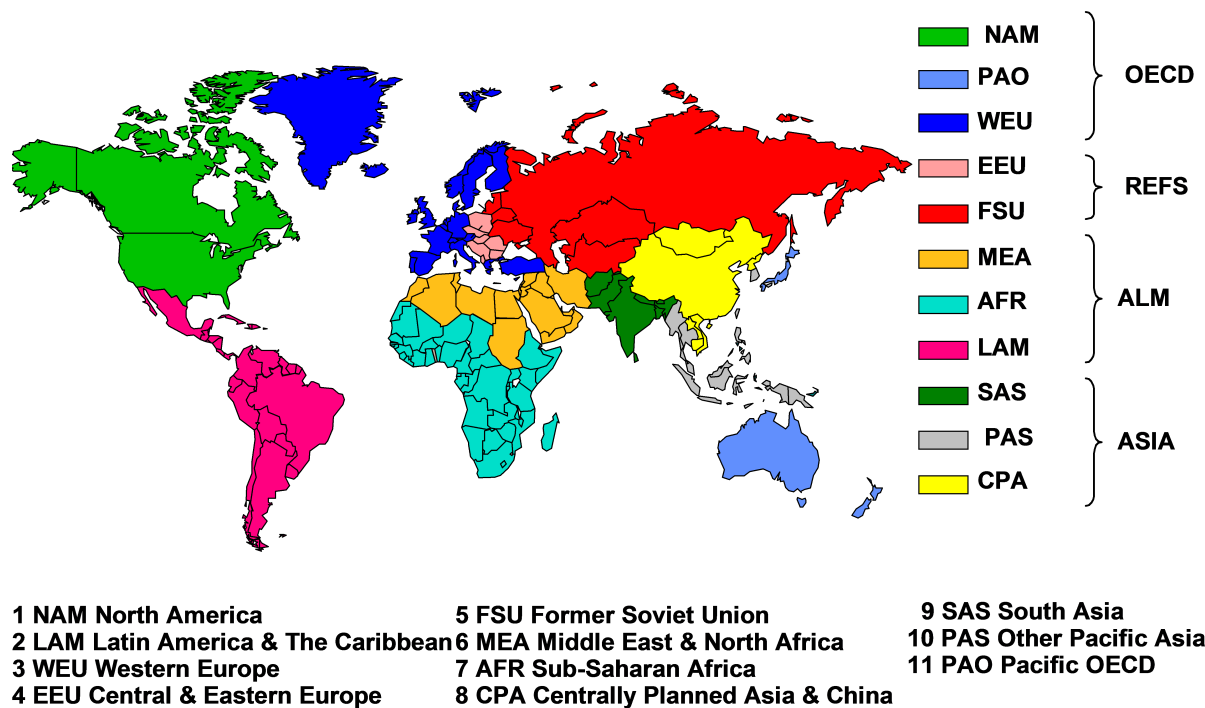 NAM
PAO
WEU
OECD
EEU
FSU
REFS
MEA
AFR
LAM
ALM
SAS
PAS
CPA
ASIA
1 NAM North America
2 LAM Latin America & The Caribbean
3 WEU Western Europe
4 EEU Central & Eastern Europe
5 FSU Former Soviet Union
6 MEA Middle East & North Africa
7 AFR Sub-Saharan Africa
8 CPA Centrally Planned Asia & China
9 SAS South Asia
10 PAS Other Pacific Asia
11 PAO Pacific OECD